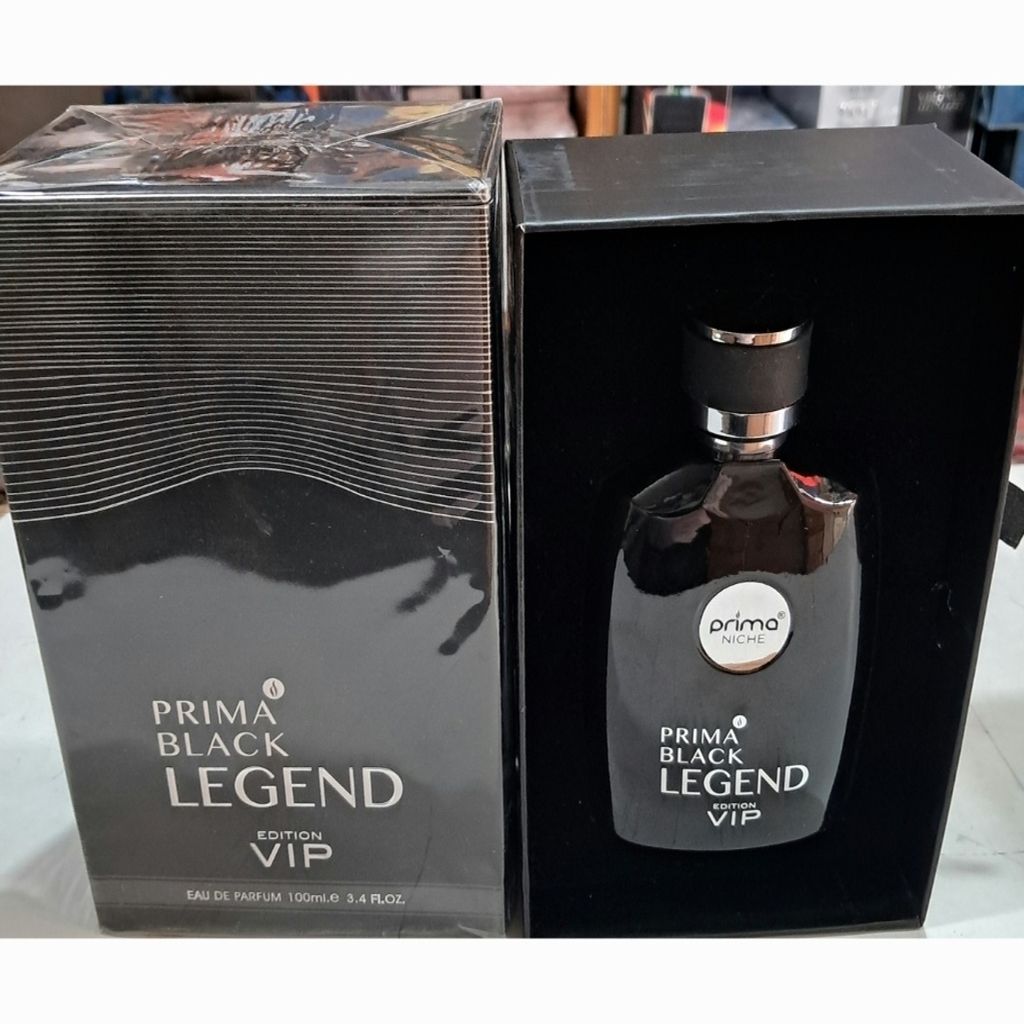 PRIMA
BLACK
LEGEND
EDITION
VIP
EAU DE PARFUM 100ml.e 3.4 FL.OZ.
prima®
NICHE
PRIMA
BLACK
LEGEND
EDITION
VIP